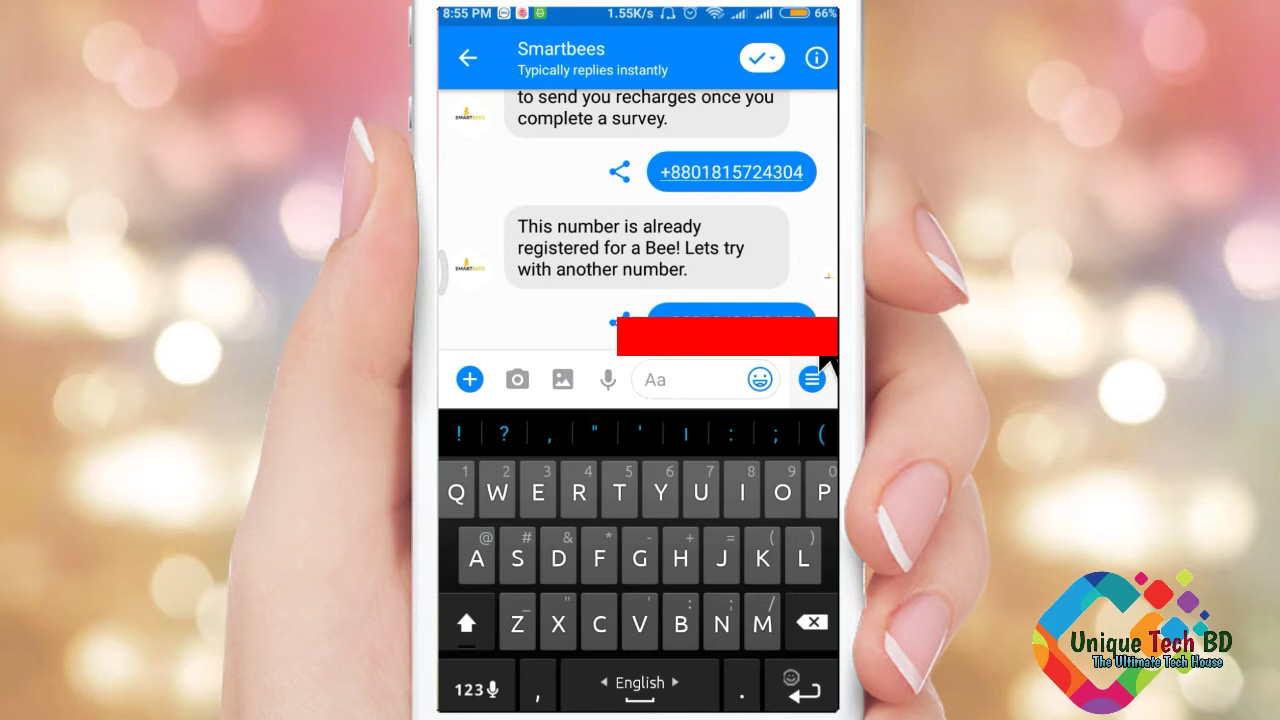 8:55 PM 1.55K/s 66%
Smartbees
Typically replies instantly
to send you recharges once you
complete a survey.
SMARTBEES
+8801815724304
This number is already
registered for a Bee! Lets try
with another number.
SMARTBEES
Aa
! ? , " ' I : ; (
1 2 3 4 5 6 7 8 9 0
Q W E R T Y U I O P
@ # & * - + = ( )
A S D F G H J K L
_ " ' : ; /
Z X C V B N M
123 , English .
Unique Tech BD
The Ultimate Tech House